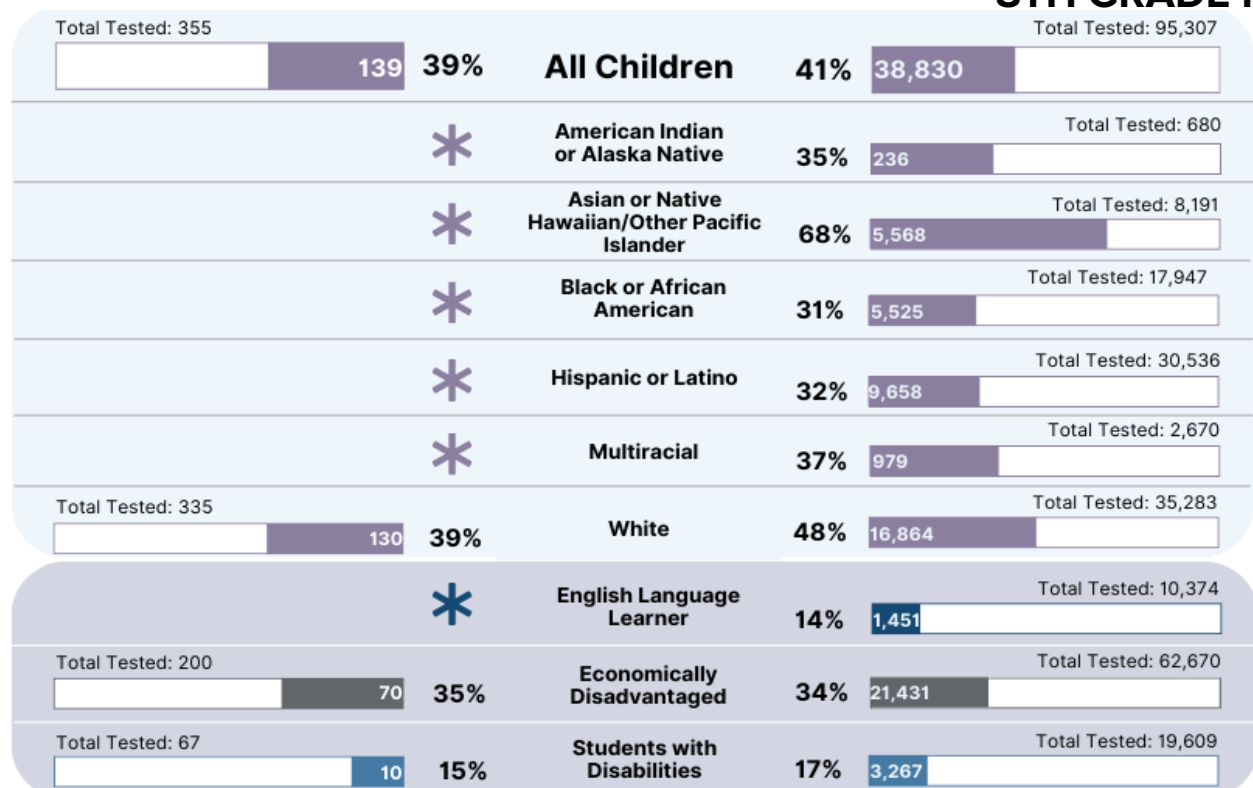 Total Tested: 355
139 39% All Children 41% 38,830
Total Tested: 95,307
American Indian
or Alaska Native
35% 236
Total Tested: 680
Asian or Native
Hawaiian/Other Pacific
Islander
68% 5,568
Total Tested: 8,191
Black or African
American
31% 5,525
Total Tested: 17,947
Hispanic or Latino
32% 9,658
Total Tested: 30,536
Multiracial
37% 979
Total Tested: 2,670
Total Tested: 335
130 39% White 48% 16,864
Total Tested: 35,283
English Language
Learner
14% 1,451
Total Tested: 10,374
Total Tested: 200
70 35%
Economically
Disadvantaged
34% 21,431
Total Tested: 62,670
Total Tested: 67
10 15%
Students with
Disabilities
17% 3,267
Total Tested: 19,609